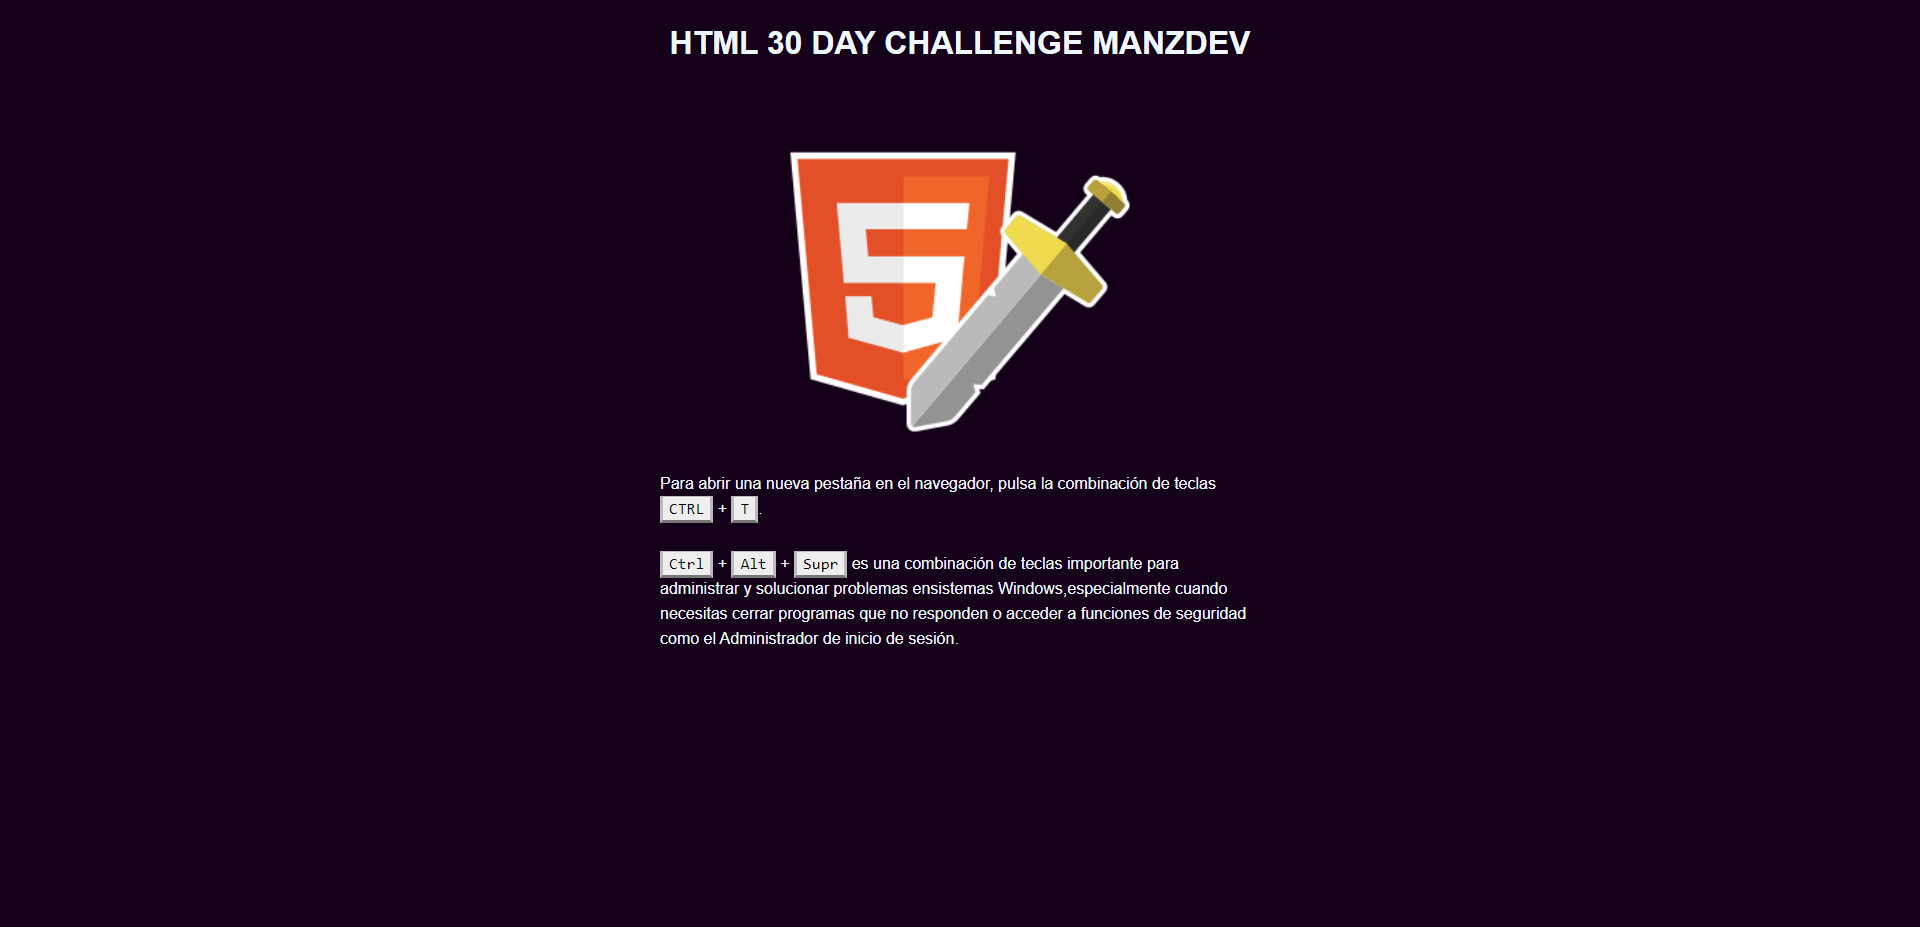 HTML 30 DAY CHALLENGE MANZDEV
5
Para abrir una nueva pestaña en el navegador, pulsa la combinación de teclas
CTRL + T.
Ctrl + Alt + Supr es una combinación de teclas importante para
administrar y solucionar problemas ensistemas Windows,especialmente cuando
necesitas cerrar programas que no responden o acceder a funciones de seguridad
como el Administrador de inicio de sesión.